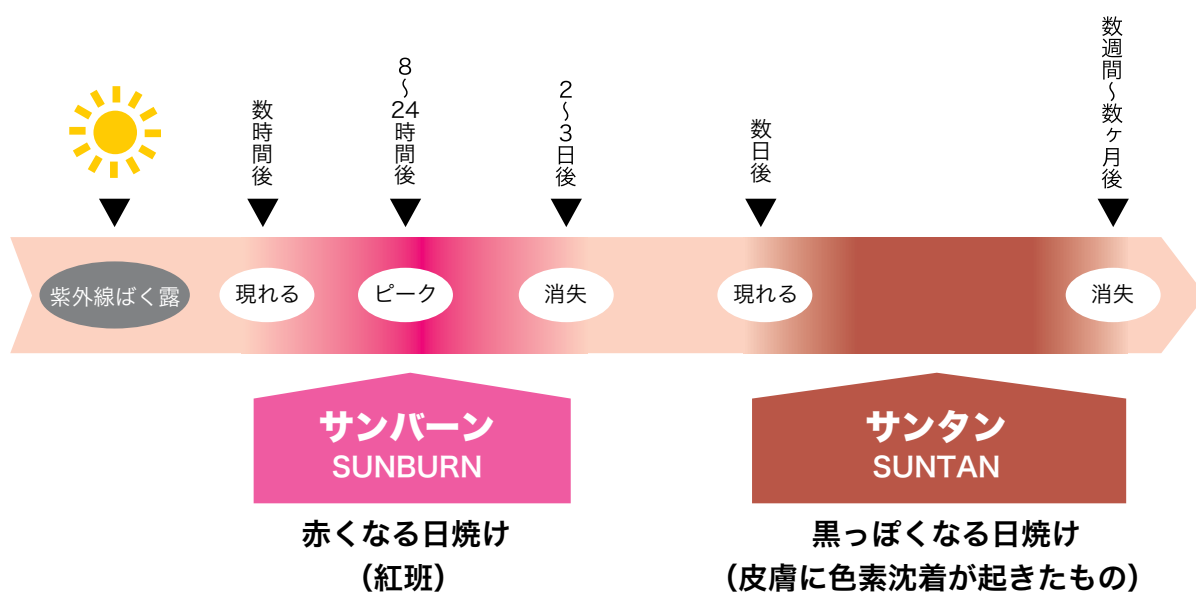 数時間後
8〜24時間後
2〜3日後
数日後
数週間〜数ヶ月後
紫外線ばく露
現れる
ピーク
消失
現れる
消失
サンバーン
SUNBURN
赤くなる日焼け
（紅班）
サンタン
SUNTAN
黒っぽくなる日焼け
（皮膚に色素沈着が起きたもの）